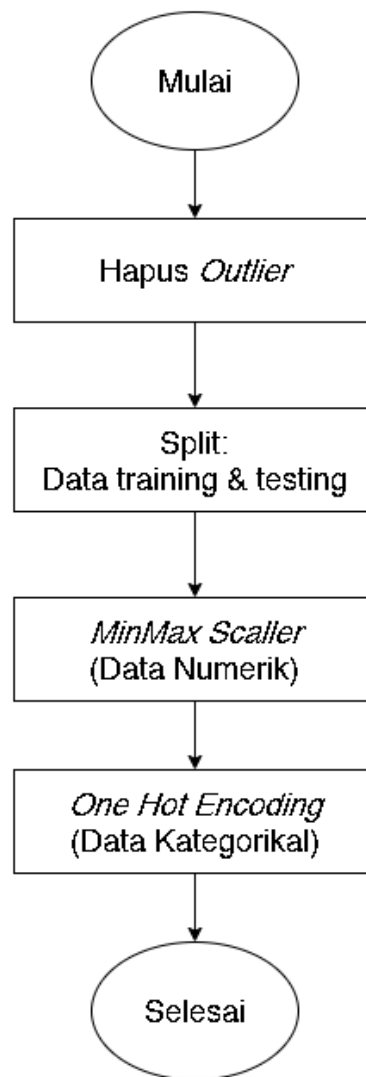 Mulai
Hapus Outlier
Split:
Data training & testing
MinMax Scaller
(Data Numerik)
One Hot Encoding
(Data Kategorikal)
Selesai